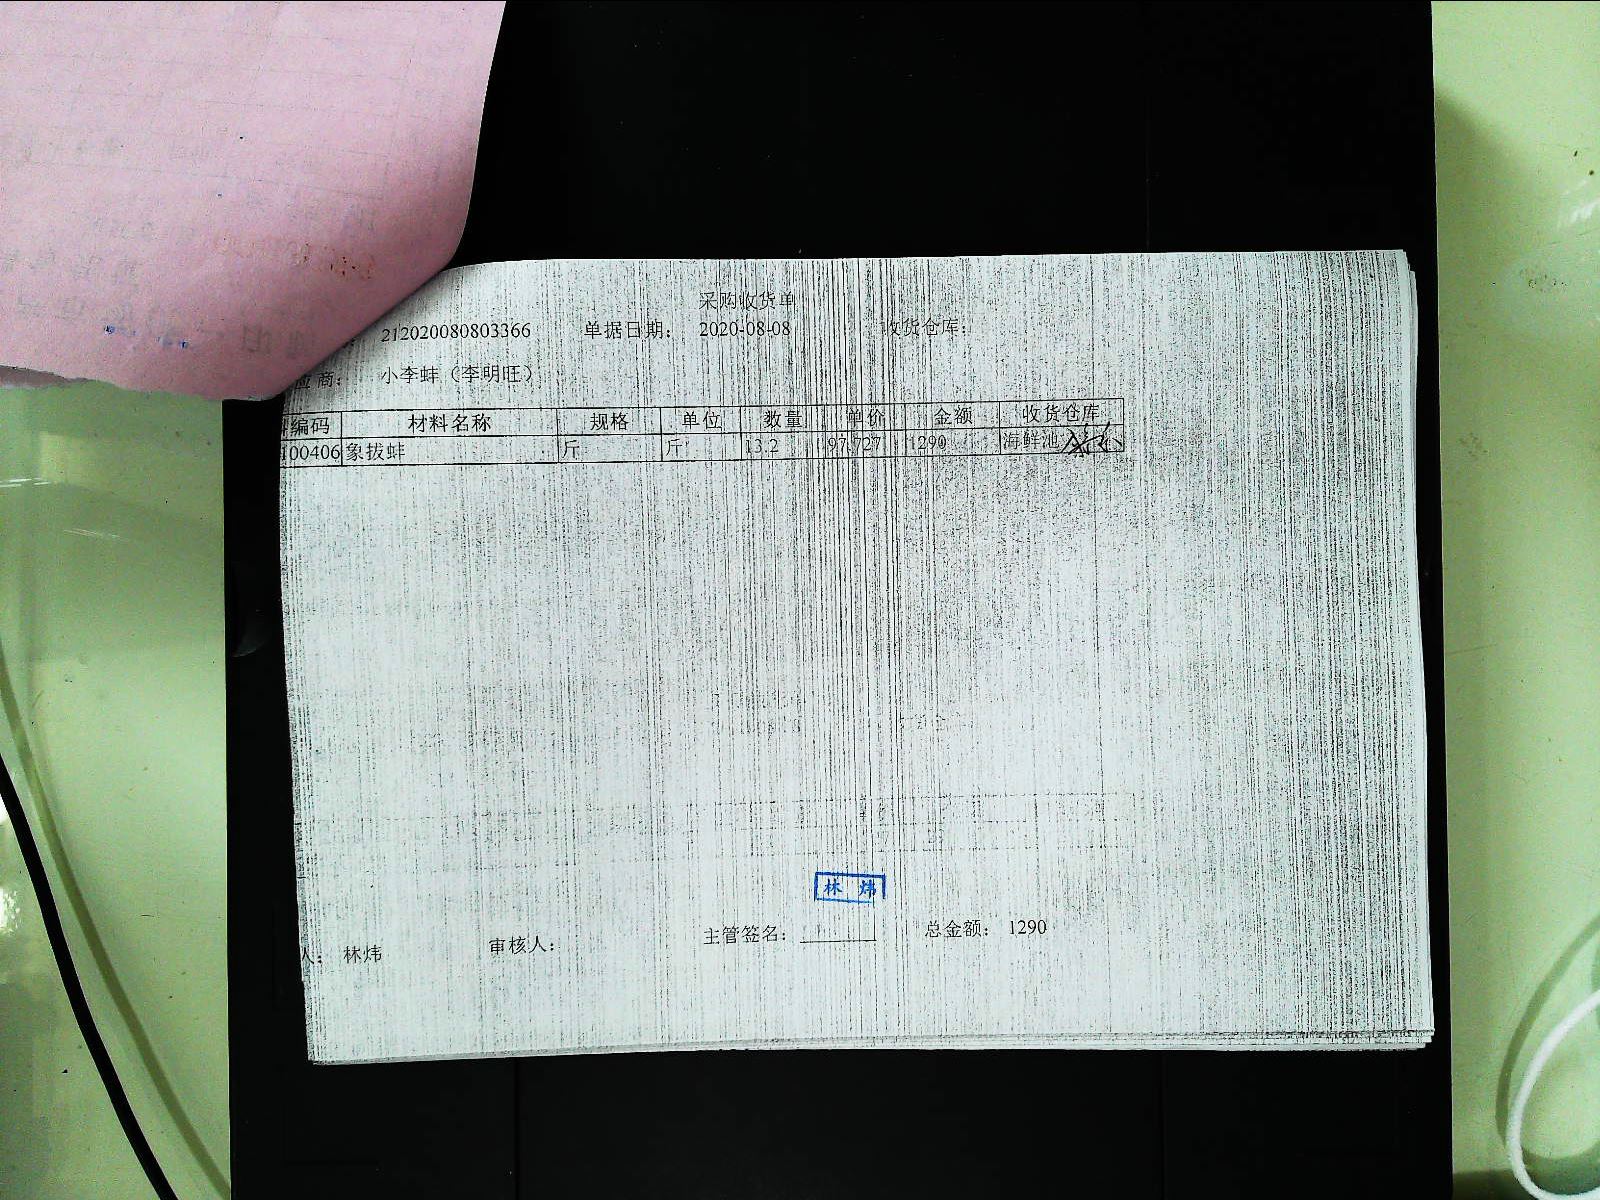 采购收货单
212020080803366 单据日期： 2020-08-08 收货仓库：
应商： 小李蚌（李明旺）
编码 材料名称 规格 单位 数量 单价 金额 收货仓库
100406 象拔蚌 斤 斤 13.2 97.727 1290 海鲜池
林 炜
人： 林炜 审核人： 主管签名： 总金额： 1290